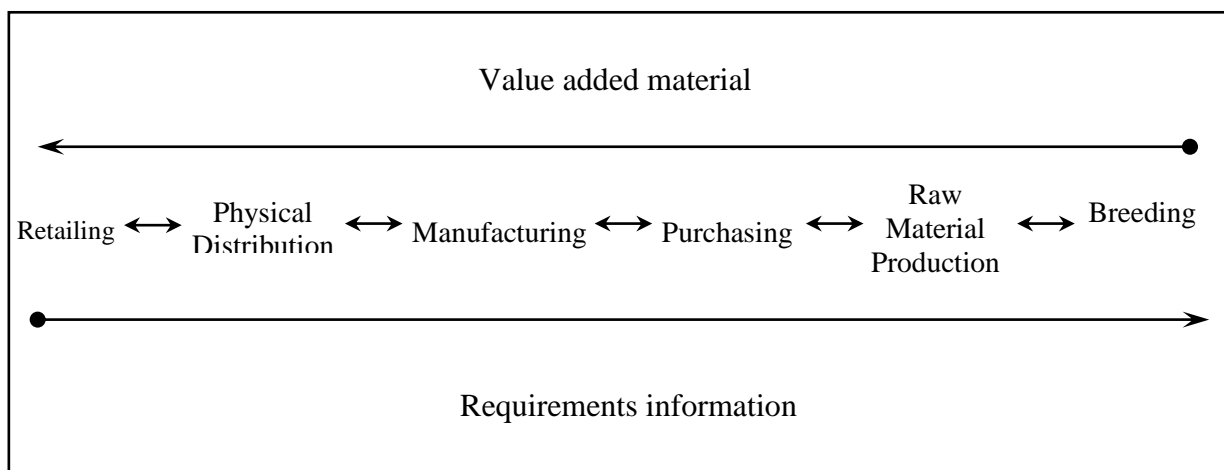 Value added material
Retailing
Physical
Distribution
Manufacturing
Purchasing
Raw
Material
Production
Breeding
Requirements information